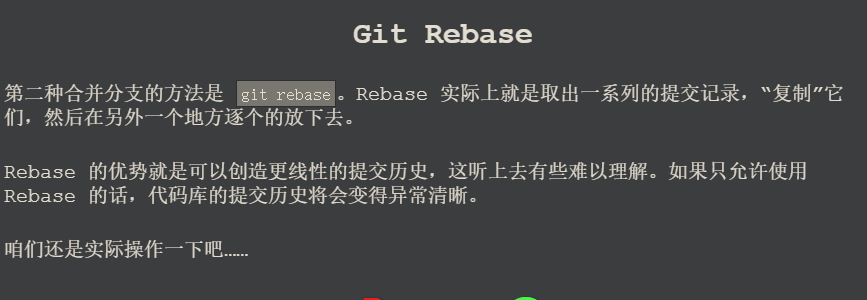 Git Rebase
第二种合并分支的方法是 git rebase。Rebase 实际上就是取出一系列的提交记录，“复制”它
们，然后在另外一个地方逐个的放下去。
Rebase 的优势就是可以创造更线性的提交历史，这听上去有些难以理解。如果只允许使用
Rebase 的话，代码库的提交历史将会变得异常清晰。
咱们还是实际操作一下吧……